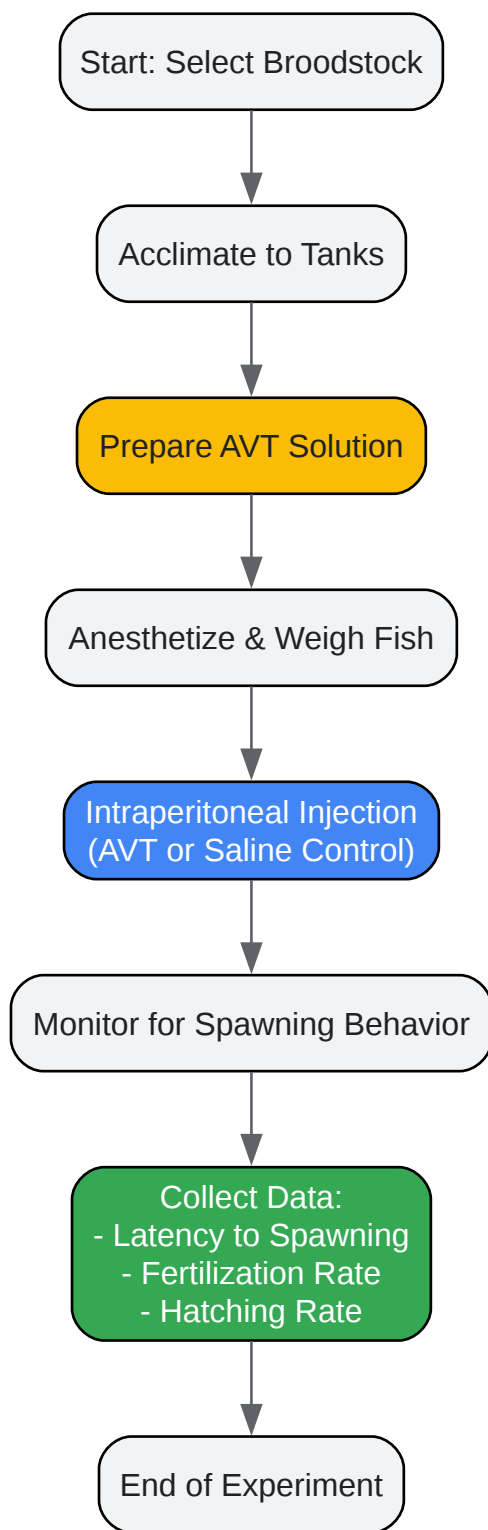 Start: Select Broodstock
Acclimate to Tanks
Prepare AVT Solution
Anesthetize & Weigh Fish
Intraperitoneal Injection
(AVT or Saline Control)
Monitor for Spawning Behavior
Collect Data:
- Latency to Spawning
- Fertilization Rate
- Hatching Rate
End of Experiment